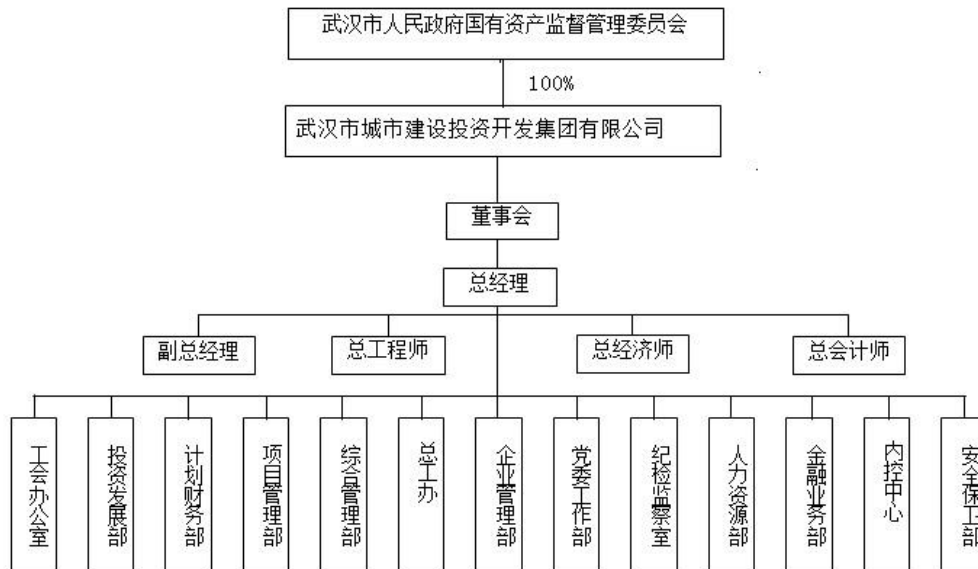 武汉市人民政府国有资产监督管理委员会
100%
武汉市城市建设投资开发集团有限公司
董事会
总经理
副总经理
总工程师
总经济师
总会计师
工会办公室
投资发展部
计划财务部
项目管理部
综合管理部
总工办
企业管理部
党委工作部
纪检监察室
人力资源部
金融业务部
内控中心
安全保卫部